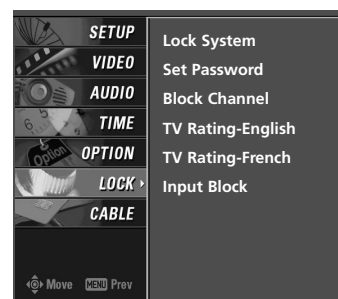 SETUP
VIDEO
AUDIO
TIME
OPTION
LOCK
CABLE
Move MENU Prev
Lock System
Set Password
Block Channel
TV Rating-English
TV Rating-French
Input Block